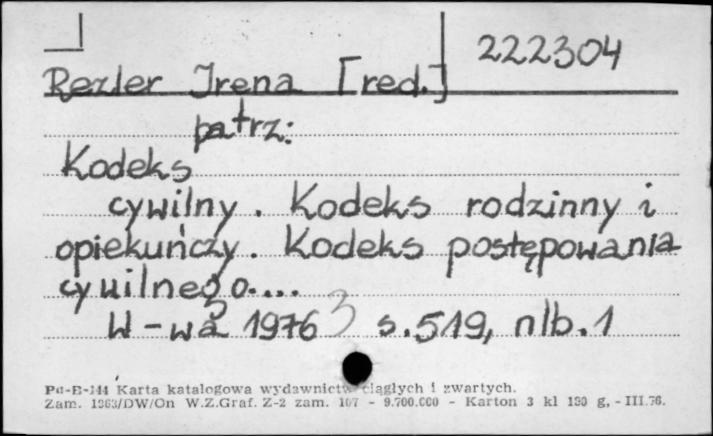 222304
Rezler Irena [red.]
patrz:
Kodeks
cywilny. Kodeks rodzinny i
opiekuńczy. Kodeks postępowania
cywilnego....
W-wa 1976 s.519, nlb.1
Pu-E-144 Karta katalogowa wydawnictw ciągłych i zwartych.
Zam. 1363/DW/On W.Z.Graf. Z-2 zam. 107 - 9.700.000 - Karton 3 kl 130 g, - III.76.